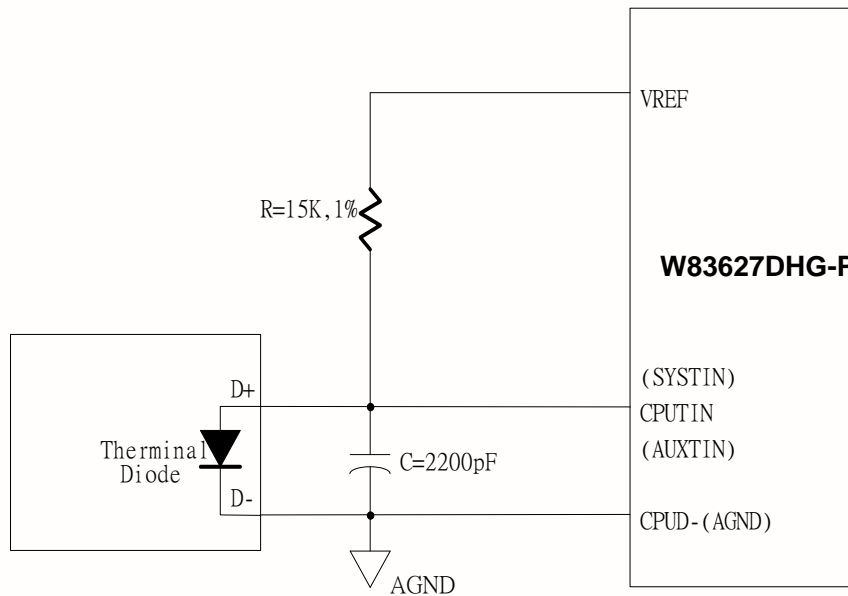 VREF
R=15K,1%
W83627DHG-P
(SYSTIN)
D+
CPUTIN
Therminal
Diode
(AUXTIN)
C=2200pF
D-
CPUD-(AGND)
AGND